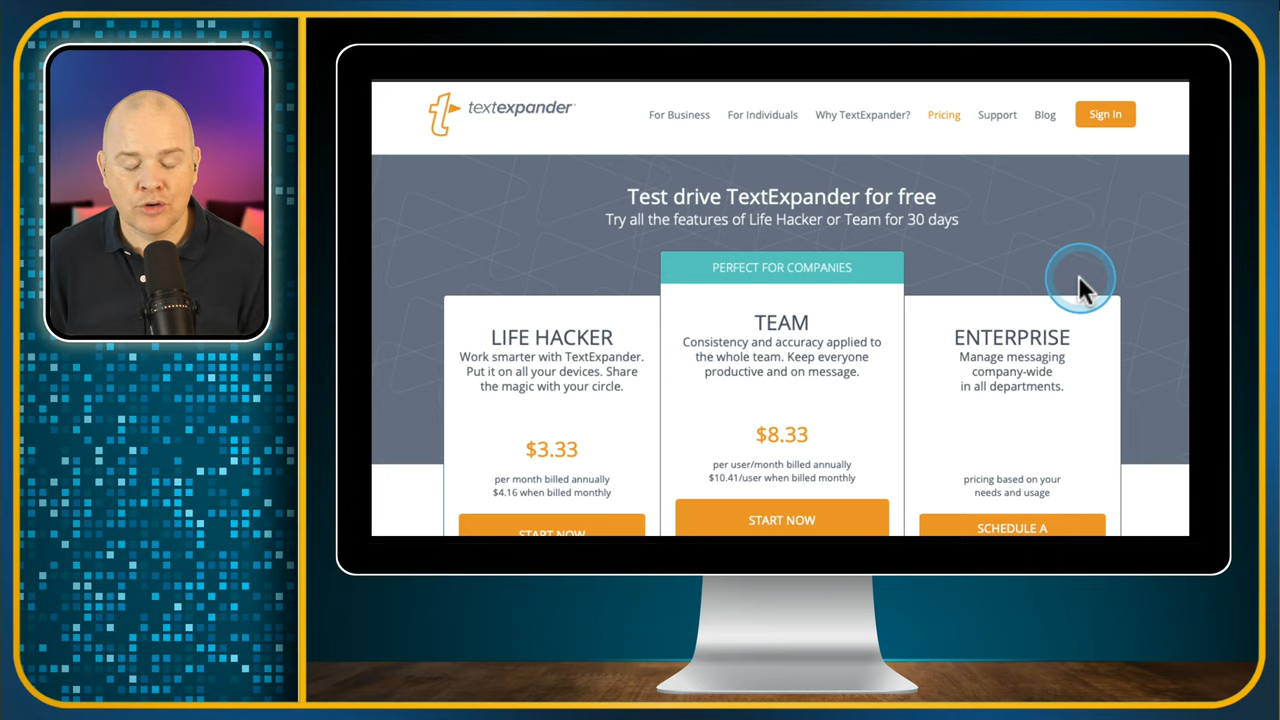 textexpander
For Business
For Individuals
Why TextExpander?
Pricing
Support
Blog
Sign In
Test drive TextExpander for free
Try all the features of Life Hacker or Team for 30 days
PERFECT FOR COMPANIES
LIFE HACKER
Work smarter with TextExpander.
Put it on all your devices. Share
the magic with your circle.
$3.33
per month billed annually
$4.16 when billed monthly
START NOW
TEAM
Consistency and accuracy applied to
the whole team. Keep everyone
productive and on message.
$8.33
per user/month billed annually
$10.41/user when billed monthly
START NOW
ENTERPRISE
Manage messaging
company-wide
in all departments.
pricing based on your
needs and usage
SCHEDULE A